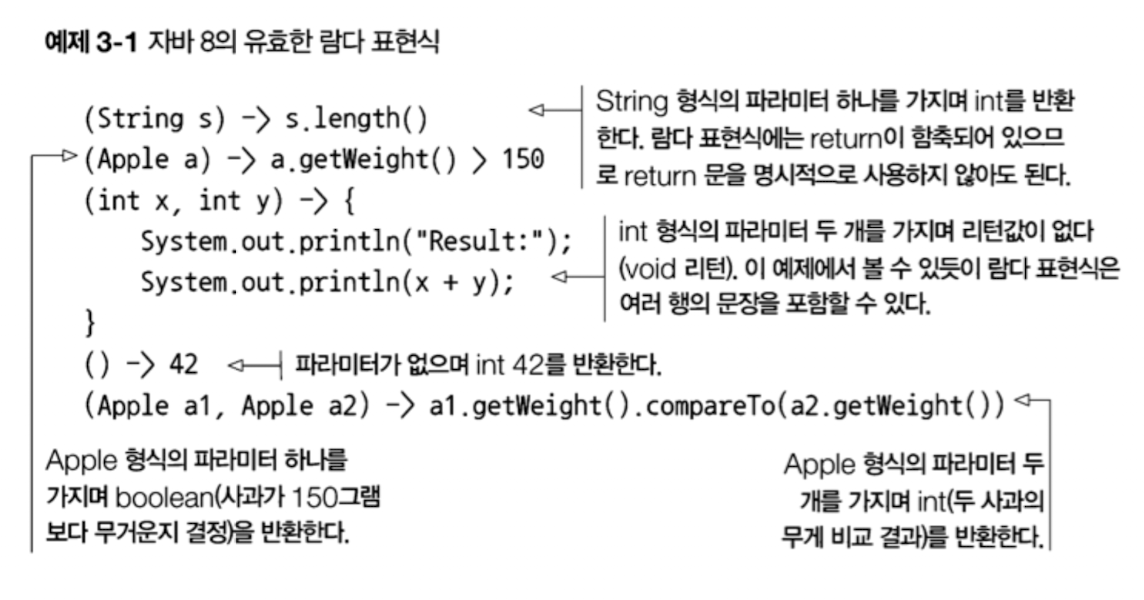 예제 3-1 자바 8의 유효한 람다 표현식
(String s) -> s.length()
String 형식의 파라미터 하나를 가지며 int를 반환
한다. 람다 표현식에는 return이 함축되어 있으므
로 return 문을 명시적으로 사용하지 않아도 된다.
(Apple a) -> a.getWeight() > 150
(int x, int y) -> {
System.out.println("Result:");
System.out.println(x + y);
}
int 형식의 파라미터 두 개를 가지며 리턴값이 없다
(void 리턴). 이 예제에서 볼 수 있듯이 람다 표현식은
여러 행의 문장을 포함할 수 있다.
() -> 42
파라미터가 없으며 int 42를 반환한다.
(Apple a1, Apple a2) -> a1.getWeight().compareTo(a2.getWeight())
Apple 형식의 파라미터 하나를
가지며 boolean(사과가 150그램
보다 무거운지 결정)을 반환한다.
Apple 형식의 파라미터 두
개를 가지며 int(두 사과의
무게 비교 결과)를 반환한다.